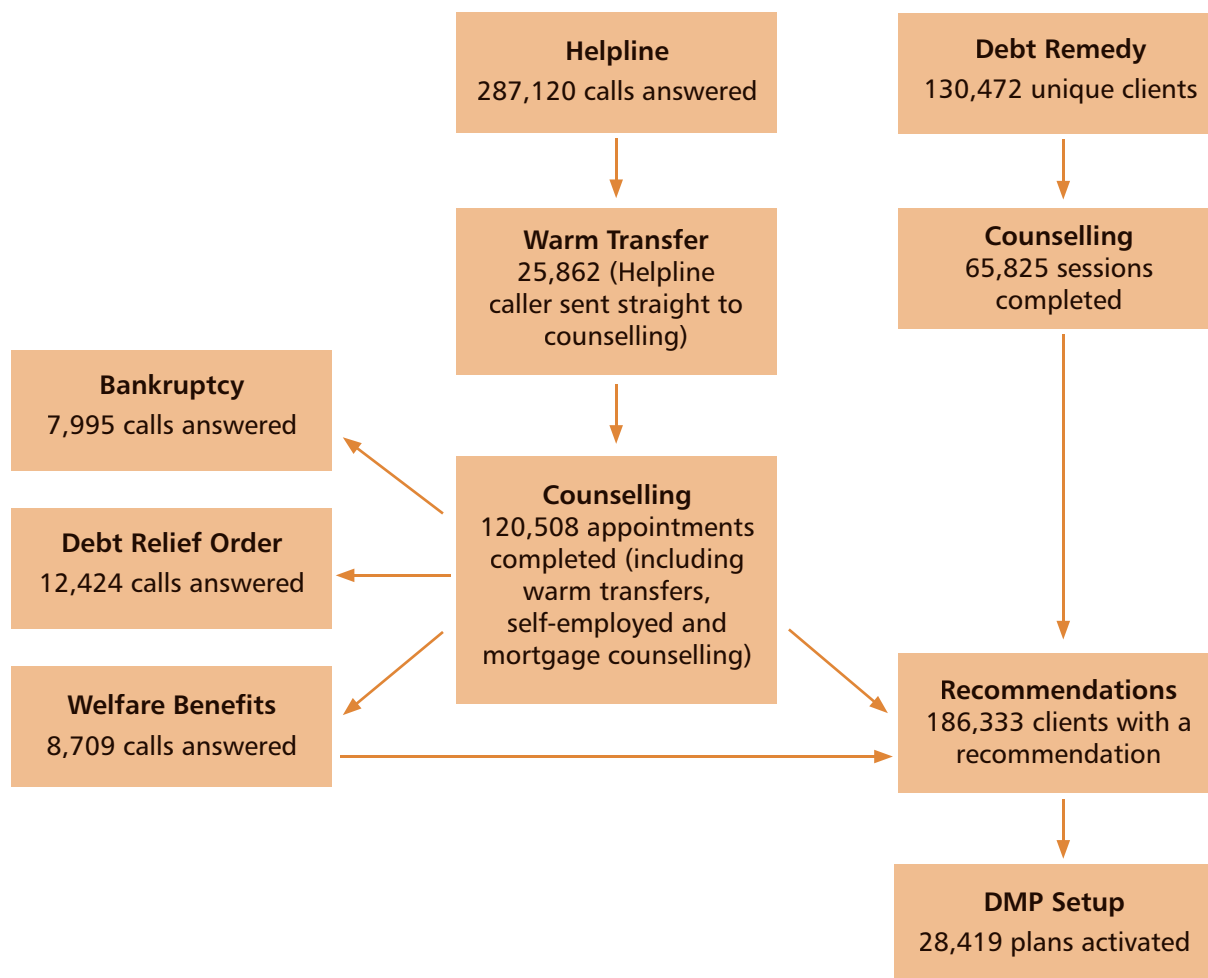 Helpline
287,120 calls answered
Debt Remedy
130,472 unique clients
Warm Transfer
25,862 (Helpline
caller sent straight to
counselling)
Counselling
65,825 sessions
completed
Bankruptcy
7,995 calls answered
Counselling
120,508 appointments
completed (including
warm transfers,
self-employed and
mortgage counselling)
Debt Relief Order
12,424 calls answered
Welfare Benefits
8,709 calls answered
Recommendations
186,333 clients with a
recommendation
DMP Setup
28,419 plans activated